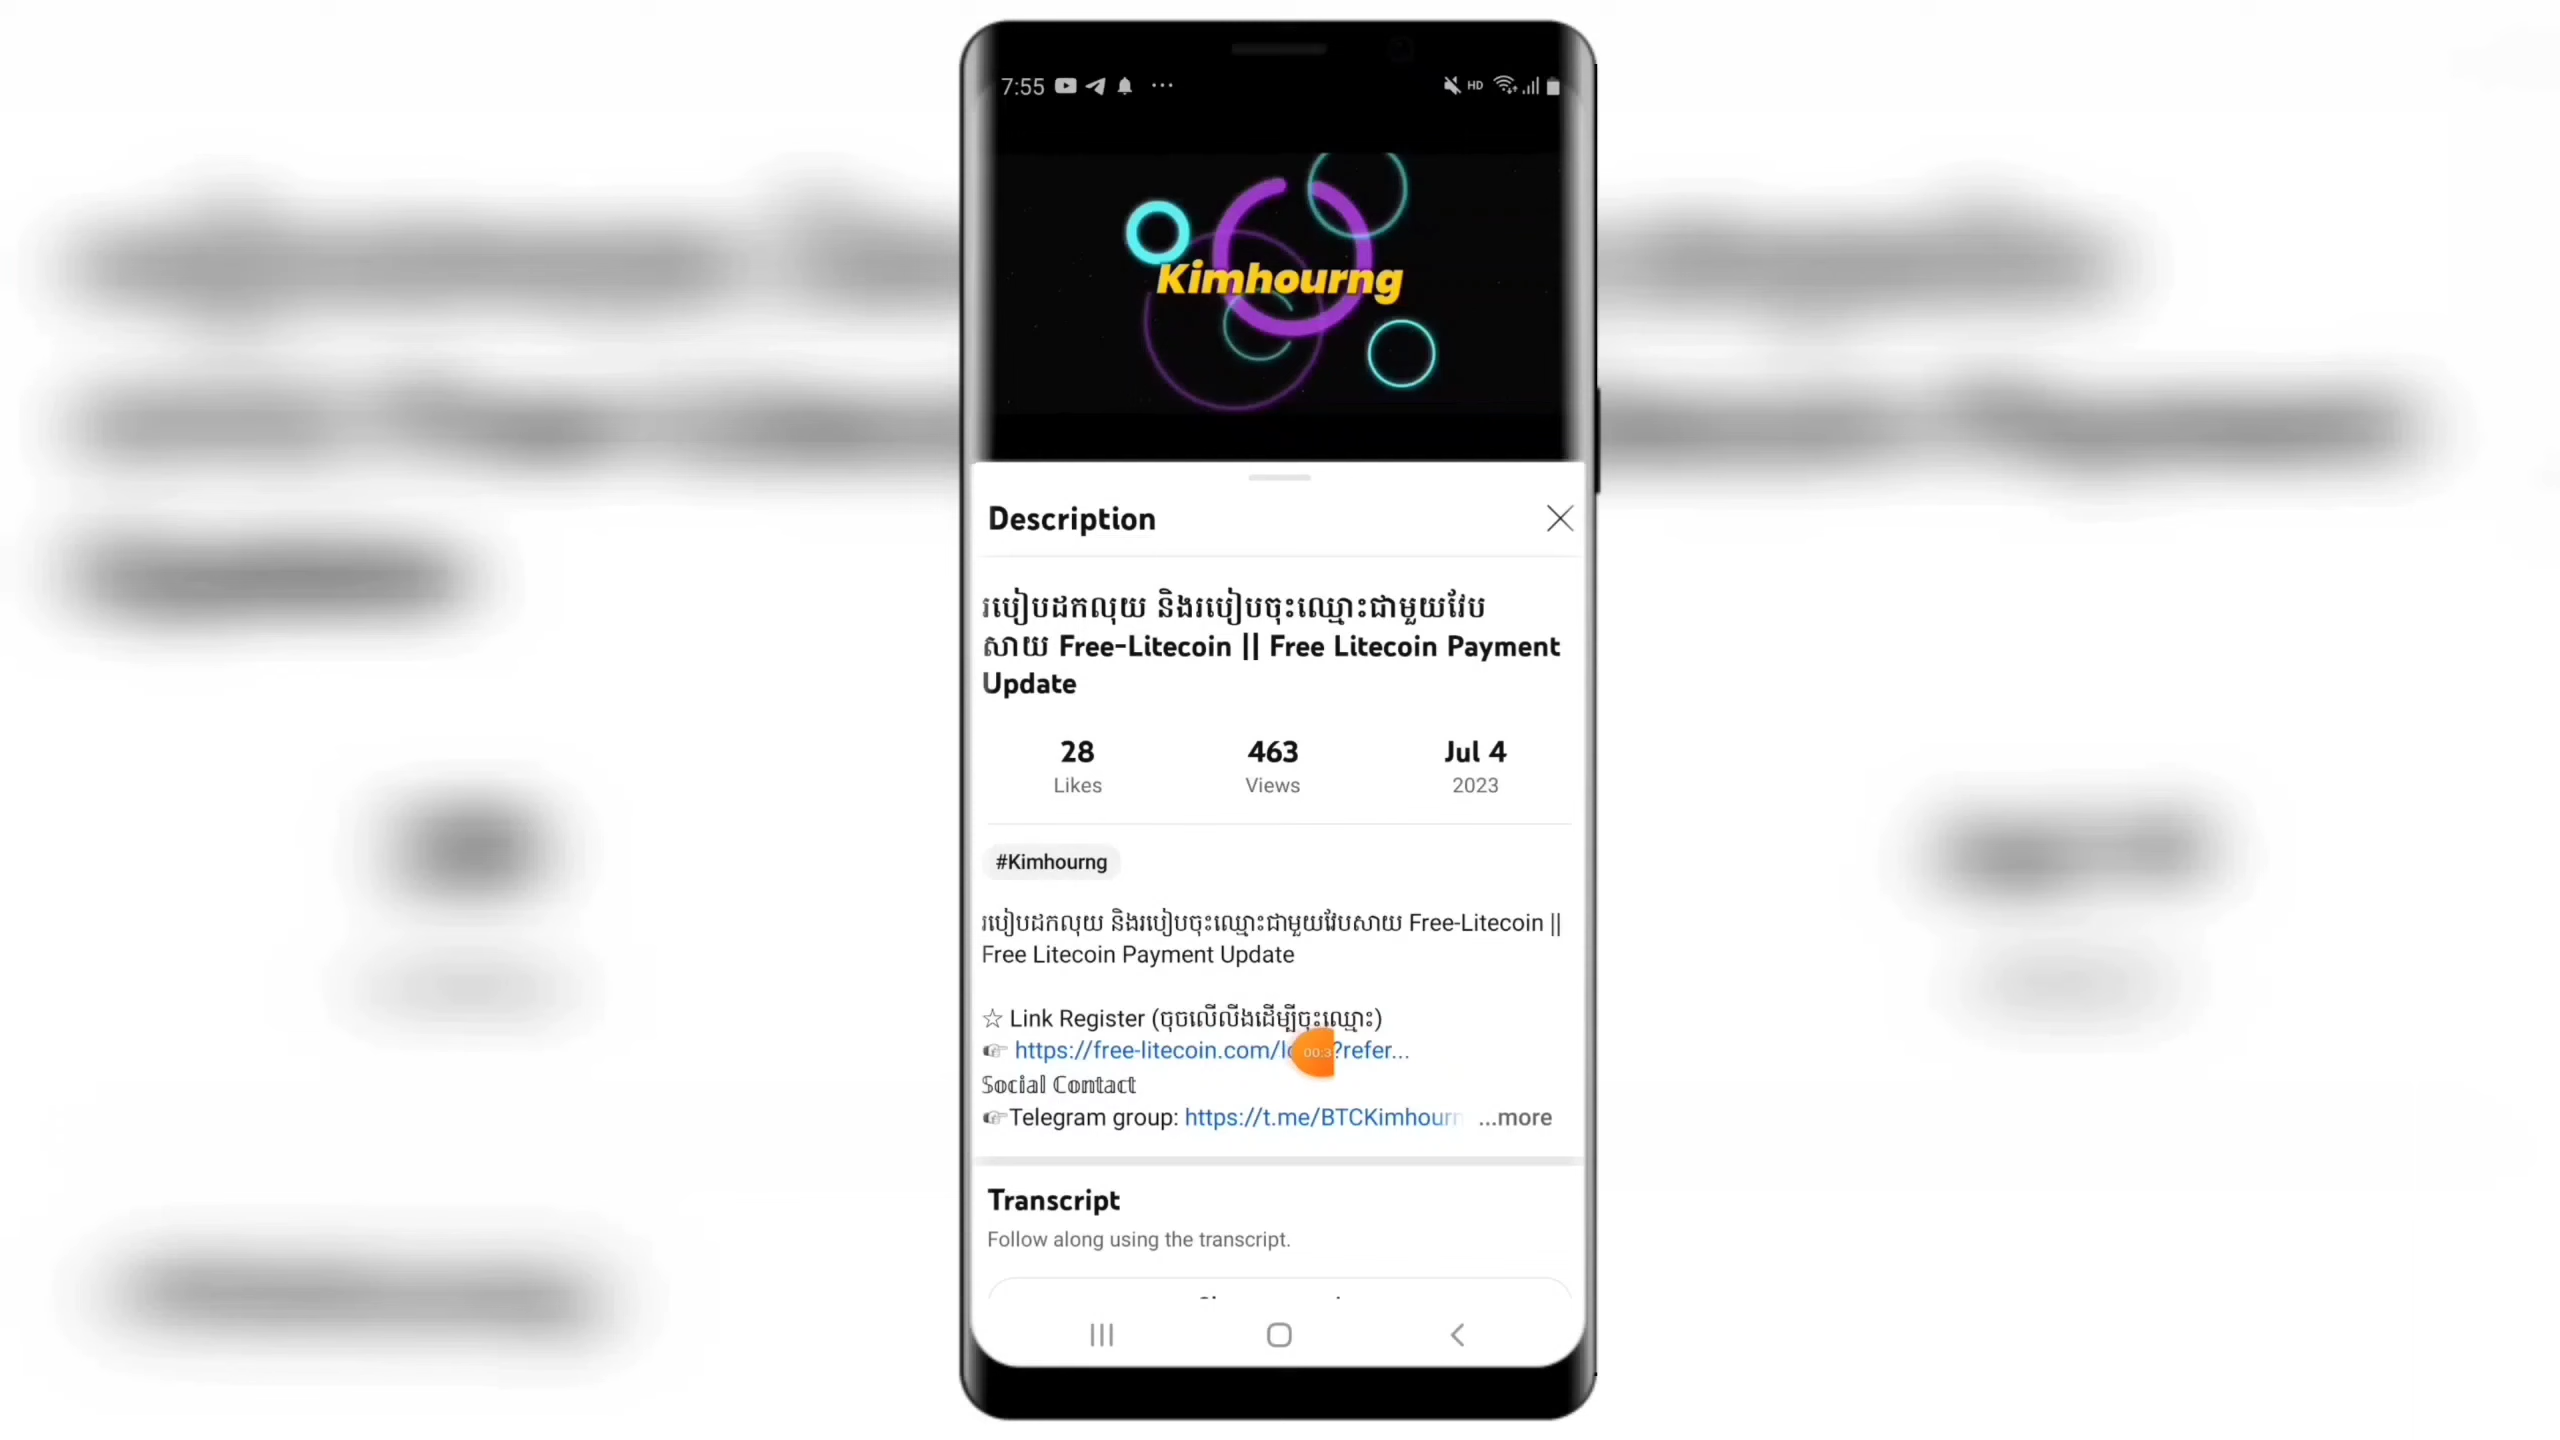 7:55
HD
Kimhourng
Description
របៀបដកលុយ និងរបៀបចុះឈ្មោះជាមួយវែប
សាយ Free-Litecoin || Free Litecoin Payment
Update
28 463 Jul 4
Likes Views 2023
#Kimhourng
របៀបដកលុយ និងរបៀបចុះឈ្មោះជាមួយវែបសាយ Free-Litecoin ||
Free Litecoin Payment Update
☆ Link Register (ចុចលើលីងដើម្បីចុះឈ្មោះ)
👉 https://free-litecoin.com/lo ?refer...
00:3
Social Contact
👉Telegram group: https://t.me/BTCKimhourn ...more
Transcript
Follow along using the transcript.